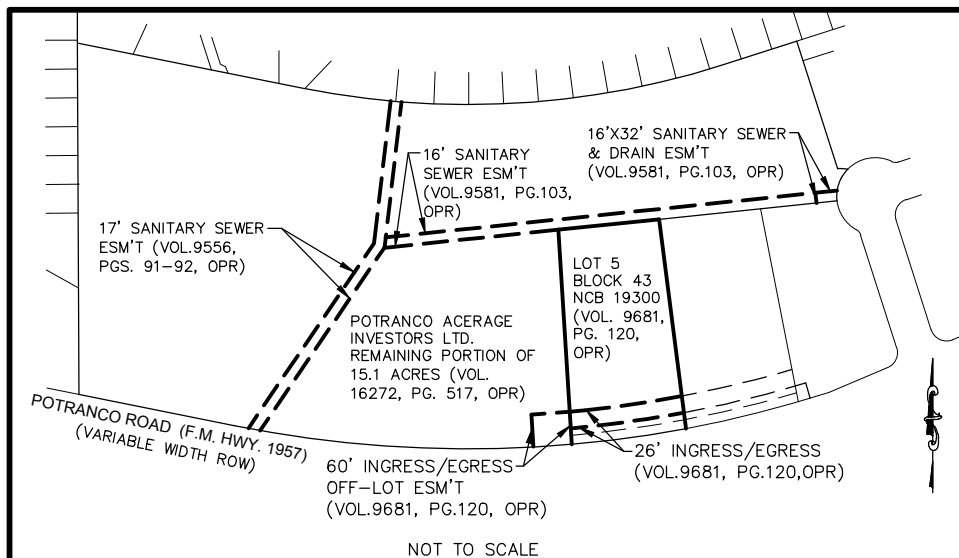 16' SANITARY
SEWER ESM'T
(VOL.9581, PG.103,
OPR)
16'X32' SANITARY SEWER
& DRAIN ESM'T
(VOL.9581, PG.103, OPR)
17' SANITARY SEWER
ESM'T (VOL.9556,
PGS. 91-92, OPR)
LOT 5
BLOCK 43
NCB 19300
(VOL. 9681,
PG. 120,
OPR)
POTRANCO ACERAGE
INVESTORS LTD.
REMAINING PORTION OF
15.1 ACRES (VOL.
16272, PG. 517, OPR)
POTRANCO ROAD (F.M. HWY. 1957)
(VARIABLE WIDTH ROW)
60' INGRESS/EGRESS
OFF-LOT ESM'T
(VOL.9681, PG.120, OPR)
26' INGRESS/EGRESS
(VOL.9681, PG.120,OPR)
NOT TO SCALE